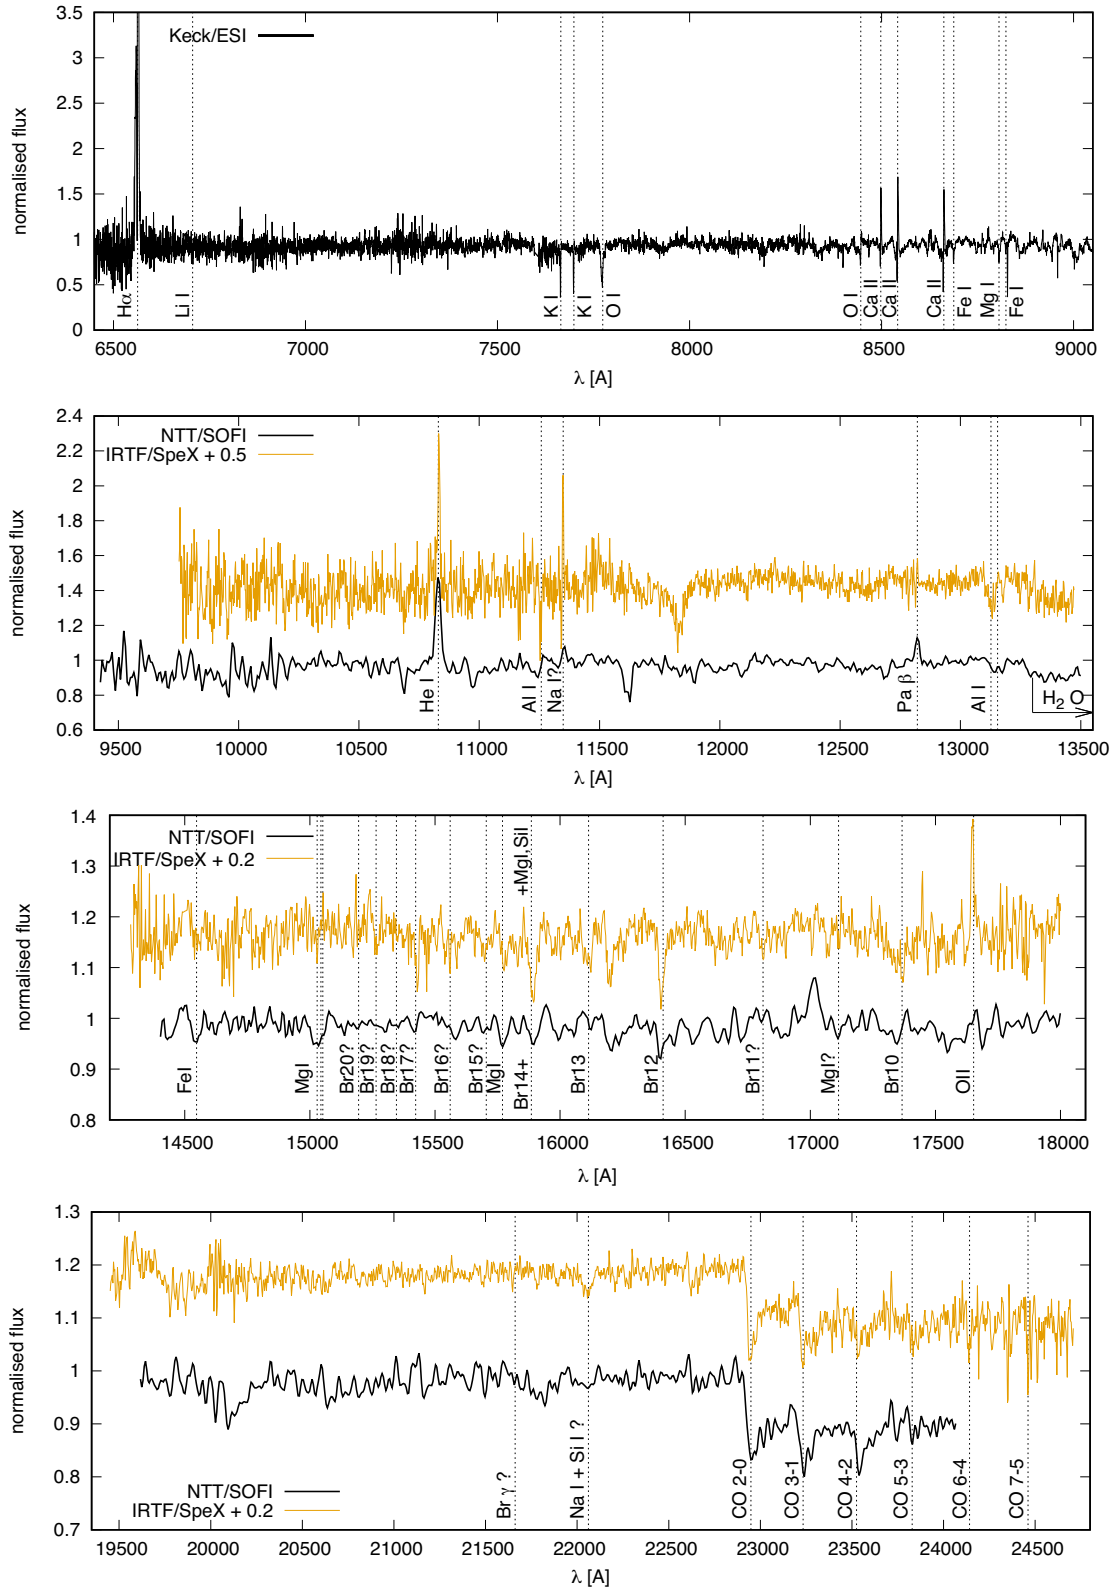 Keck/ESI
normalised flux
3.5
3
2.5
2
1.5
1
0.5
0
Hα
Li I
K I
K I
O I
O I
Ca II
Ca II
Ca II
Fe I
Mg I
Fe I
6500 7000 7500 8000 8500 9000
λ [A]
NTT/SOFI
IRTF/SpeX + 0.5
normalised flux
2.4
2.2
2
1.8
1.6
1.4
1.2
1
0.8
0.6
He I
Al I
Na I?
Pa β
Al I
H2 O
9500 10000 10500 11000 11500 12000 12500 13000 13500
λ [A]
NTT/SOFI
IRTF/SpeX + 0.2
normalised flux
1.4
1.3
1.2
1.1
1
0.9
0.8
FeI
MgI
Br20?
Br19?
Br18?
Br17?
Br16?
Br15?
MgI
Br14+
+MgI,SiI
Br13
Br12
Br11?
MgI?
Br10
OII
14500 15000 15500 16000 16500 17000 17500 18000
λ [A]
normalised flux
1.3
1.2
1.1
1
0.9
0.8
0.7
Br γ ?
Na I + Si I ?
CO 2-0
CO 3-1
CO 4-2
CO 5-3
CO 6-4
CO 7-5
NTT/SOFI
IRTF/SpeX + 0.2
19500 20000 20500 21000 21500 22000 22500 23000 23500 24000 24500
λ [A]